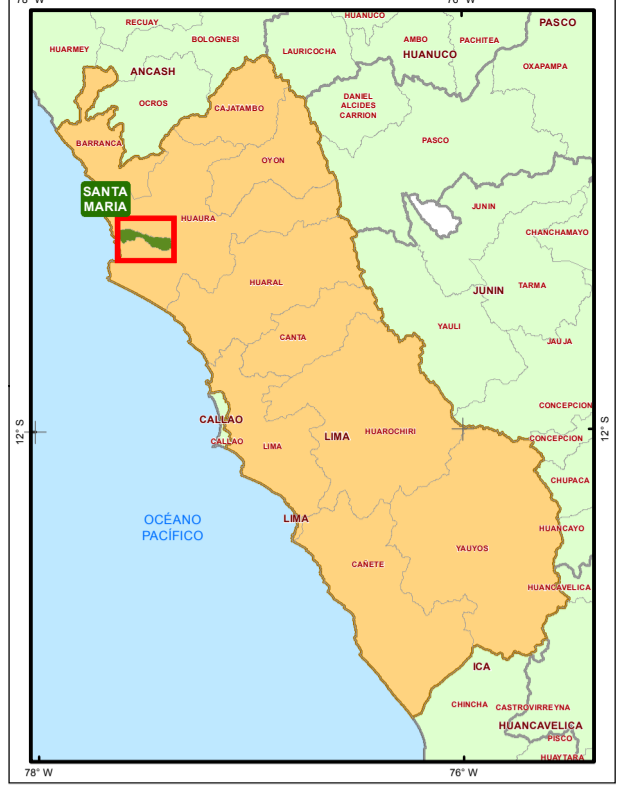 78° W
76° W
HUANUCO
RECUAY
PASCO
BOLOGNESI
AMBO
PACHITEA
HUARMEY
LAURICOCHA
HUANUCO
ANCASH
OXAPAMPA
OCROS
CAJATAMBO
DANIEL
ALCIDES
CARRION
BARRANCA
PASCO
OYON
SANTA
MARIA
HUAURA
JUNIN
CHANCHAMAYO
HUARAL
JUNIN
TARMA
YAULI
CANTA
JAUJA
CONCEPCION
CALLAO
12° S
12° S
CALLAO
LIMA
LIMA
HUAROCHIRI
CONCEPCION
CHUPACA
OCÉANO
PACÍFICO
LIMA
HUANCAYO
YAUYOS
CAÑETE
HUANCAVELICA
ICA
CHINCHA
CASTROVIRREYNA
HUANCAVELICA
PISCO
HUAYTARA
78° W
76° W